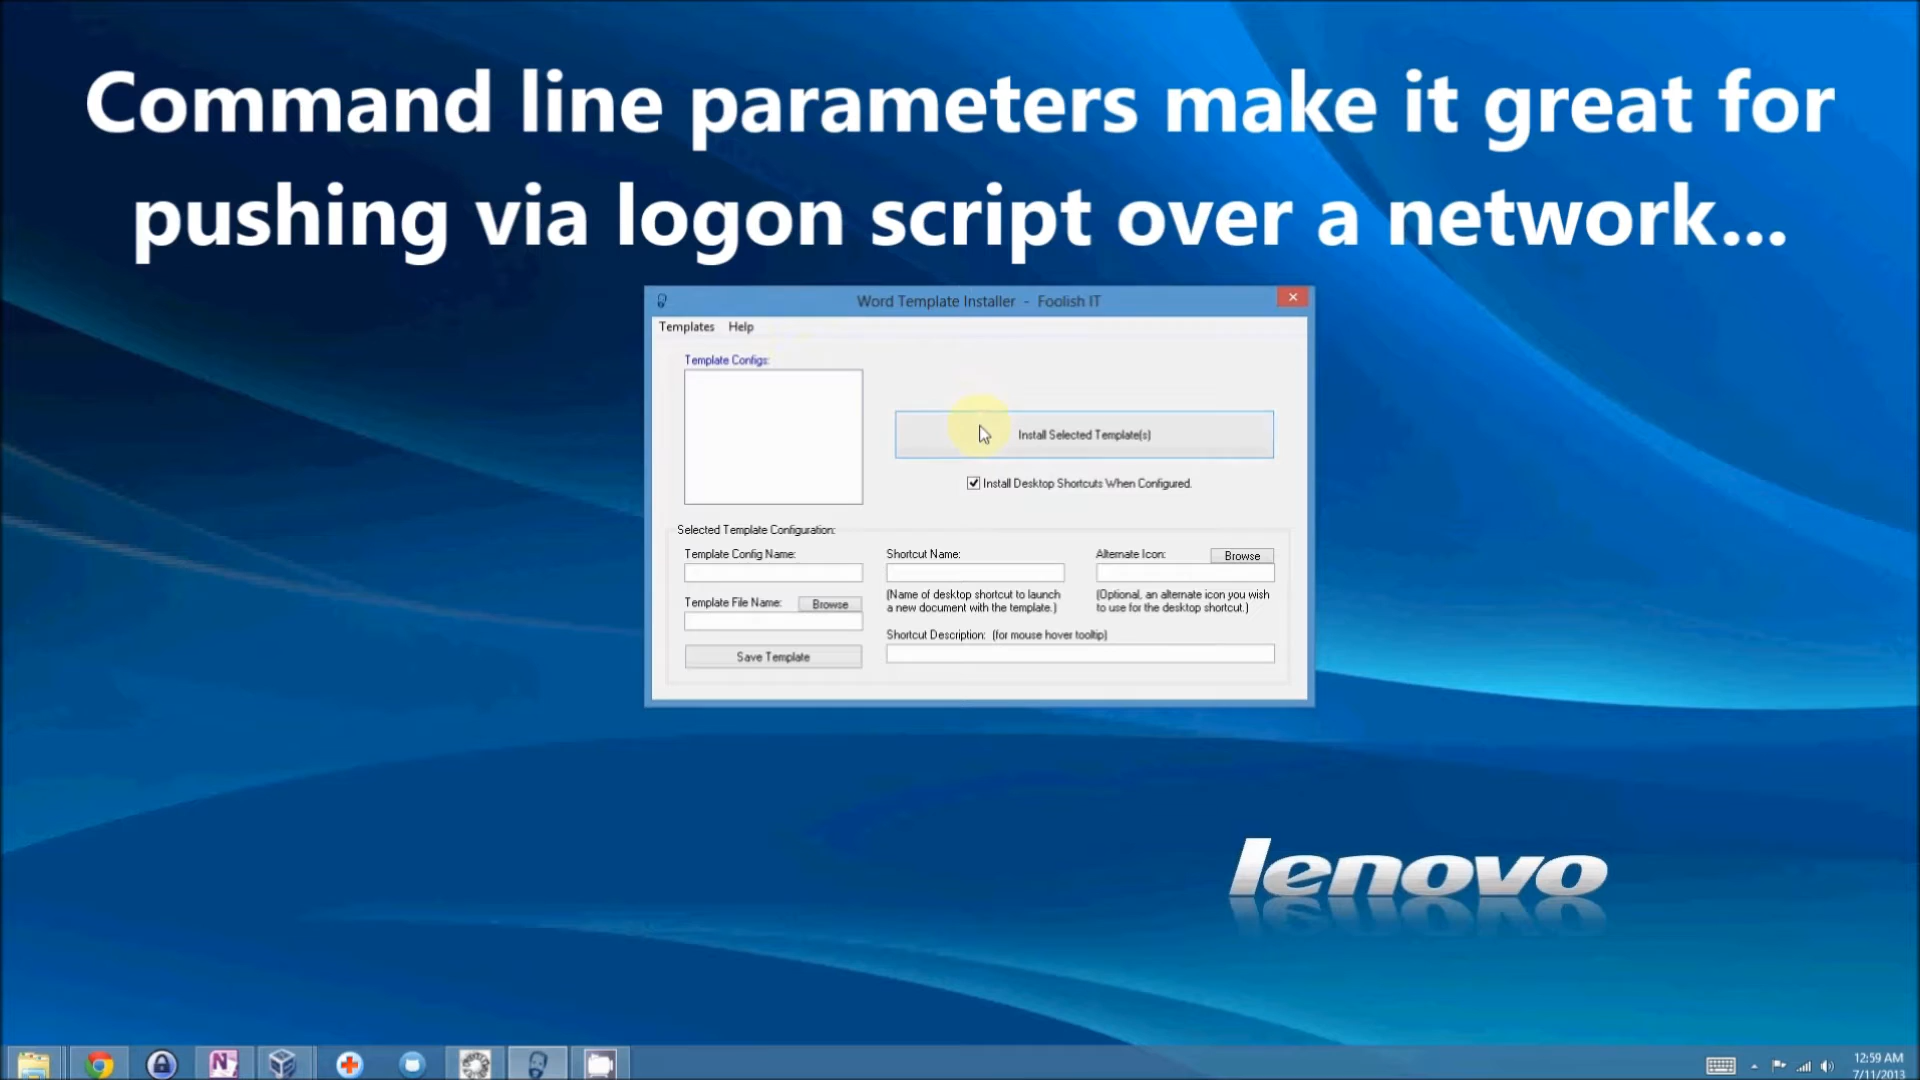 Command line parameters make it great for
pushing via logon script over a network...
Word Template Installer - Foolish IT
Templates Help
Template Configs:
Install Selected Template(s)
Install Desktop Shortcuts When Configured.
Selected Template Configuration:
Template Config Name:
Shortcut Name:
Alternate Icon:
Browse
(Name of desktop shortcut to launch
a new document with the template.)
(Optional, an alternate icon you wish
to use for the desktop shortcut.)
Template File Name:
Browse
Shortcut Description: (for mouse hover tooltip)
Save Template
lenovo
12:59 AM
7/11/2013